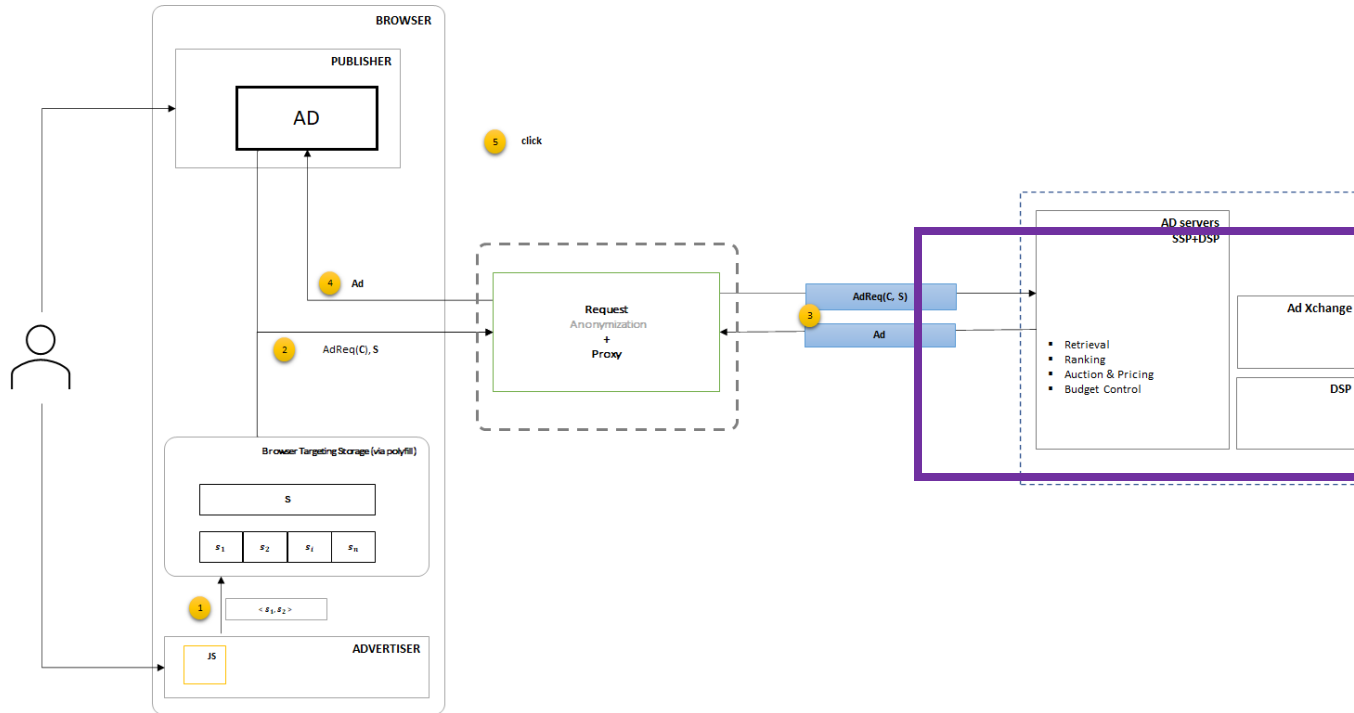 BROWSER
PUBLISHER
AD
5
click
4
Ad
2
AdReq(C), S
Request
Anonymization
+
Proxy
AdReq(C, S)
3
Ad
AD servers
SSP+DSP
▪ Retrieval
▪ Ranking
▪ Auction & Pricing
▪ Budget Control
Ad Xchange
DSP
Browser Targeting Storage (via polyfill)
S
s₁ s₂ sᵢ sₙ
1
< s₁, s₂ >
JS
ADVERTISER